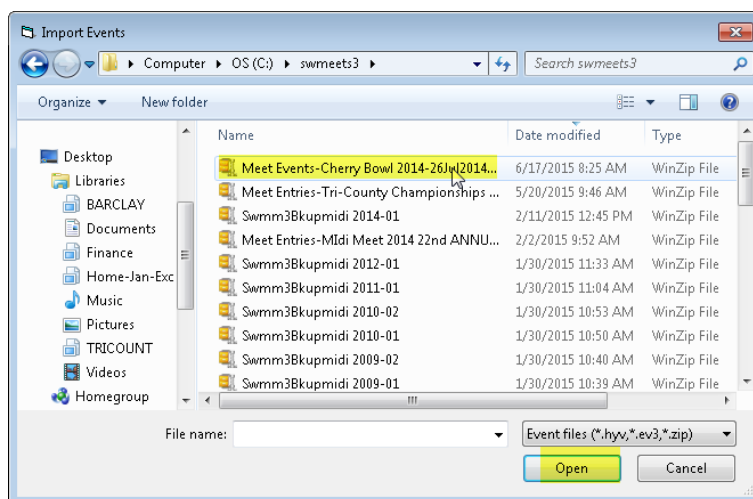 Import Events
Computer OS (C:) swmeets3 Search swmeets3
Organize New folder
Name Date modified Type
Desktop
Libraries
BARCLAY
Documents
Finance
Home-Jan-Exc
Music
Pictures
TRICOUNT
Videos
Homegroup
Meet Events-Cherry Bowl 2014-26Jul2014... 6/17/2015 8:25 AM WinZip File
Meet Entries-Tri-County Championships ... 5/20/2015 9:46 AM WinZip File
Swmm3Bkupmidi 2014-01 2/11/2015 12:45 PM WinZip File
Meet Entries-MIdi Meet 2014 22nd ANNU... 2/2/2015 9:52 AM WinZip File
Swmm3Bkupmidi 2012-01 1/30/2015 11:33 AM WinZip File
Swmm3Bkupmidi 2011-01 1/30/2015 11:04 AM WinZip File
Swmm3Bkupmidi 2010-02 1/30/2015 10:53 AM WinZip File
Swmm3Bkupmidi 2010-01 1/30/2015 10:50 AM WinZip File
Swmm3Bkupmidi 2009-02 1/30/2015 10:40 AM WinZip File
Swmm3Bkupmidi 2009-01 1/30/2015 10:39 AM WinZip File
File name: Event files (*.hyv,*.ev3,*.zip)
Open Cancel